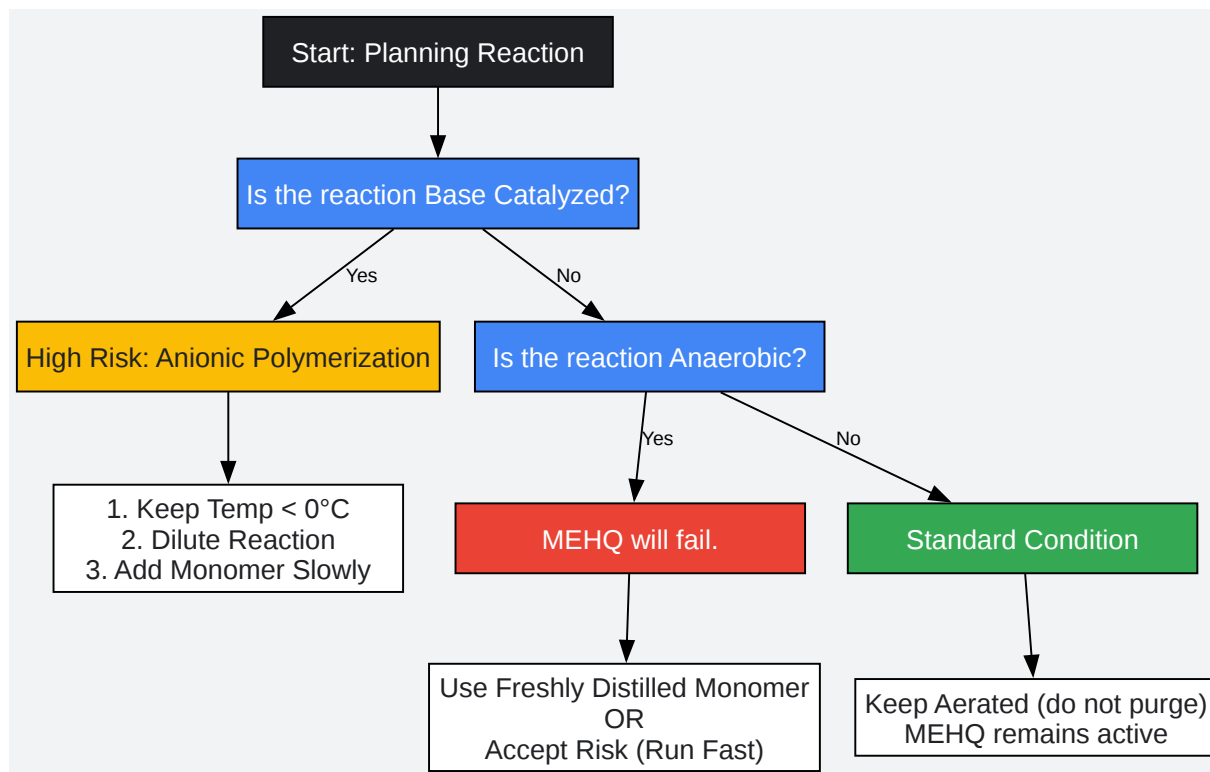 Start: Planning Reaction
Is the reaction Base Catalyzed?
Yes
No
High Risk: Anionic Polymerization
Is the reaction Anaerobic?
Yes
No
1. Keep Temp < 0°C
2. Dilute Reaction
3. Add Monomer Slowly
MEHQ will fail.
Standard Condition
Use Freshly Distilled Monomer
OR
Accept Risk (Run Fast)
Keep Aerated (do not purge)
MEHQ remains active